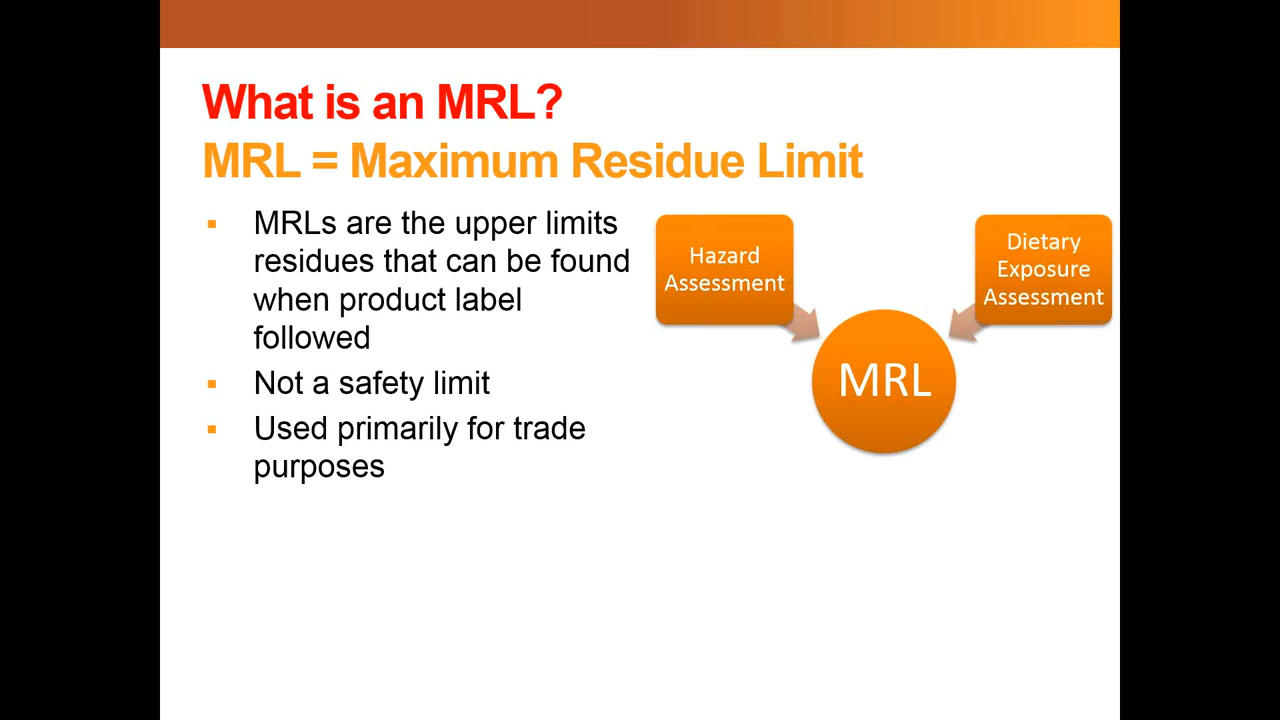 What is an MRL?
MRL = Maximum Residue Limit
▪ MRLs are the upper limits
residues that can be found
when product label
followed
▪ Not a safety limit
▪ Used primarily for trade
purposes
Hazard
Assessment
Dietary
Exposure
Assessment
MRL